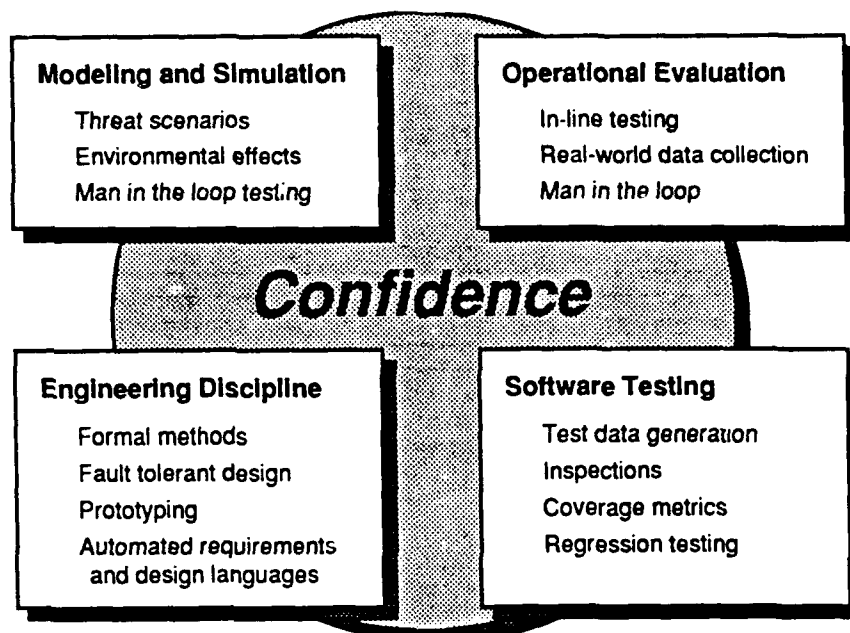 Modeling and Simulation
Threat scenarios
Environmental effects
Man in the loop testing
Operational Evaluation
In-line testing
Real-world data collection
Man in the loop
Confidence
Engineering Discipline
Formal methods
Fault tolerant design
Prototyping
Automated requirements
and design languages
Software Testing
Test data generation
Inspections
Coverage metrics
Regression testing